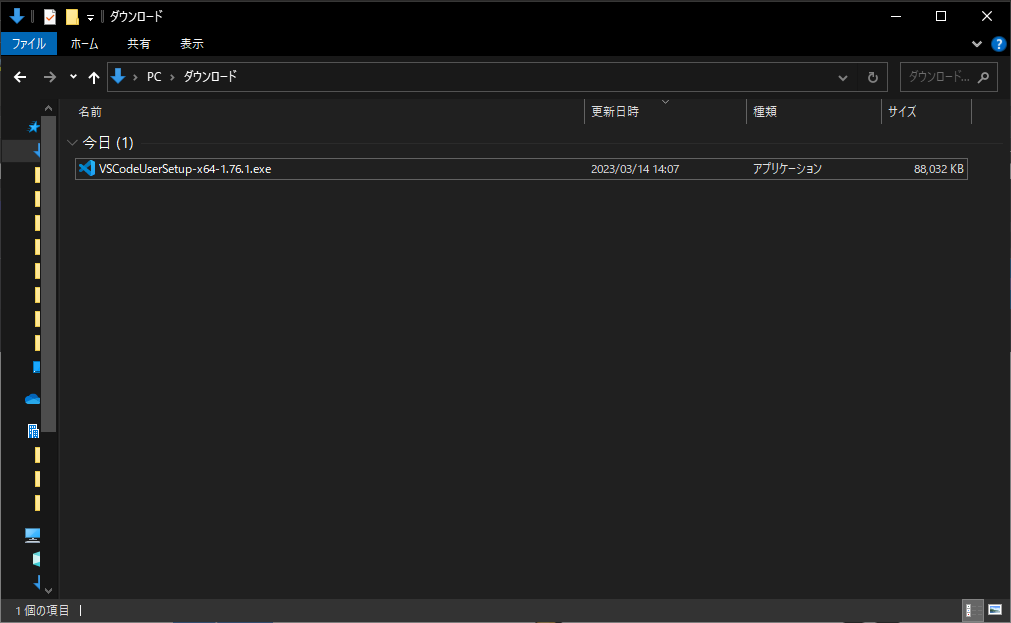 ダウンロード
ファイル ホーム 共有 表示
PC ダウンロード ダウンロード...
名前 更新日時 種類 サイズ
今日 (1)
VSCodeUserSetup-x64-1.76.1.exe 2023/03/14 14:07 アプリケーション 88,032 KB
1 個の項目